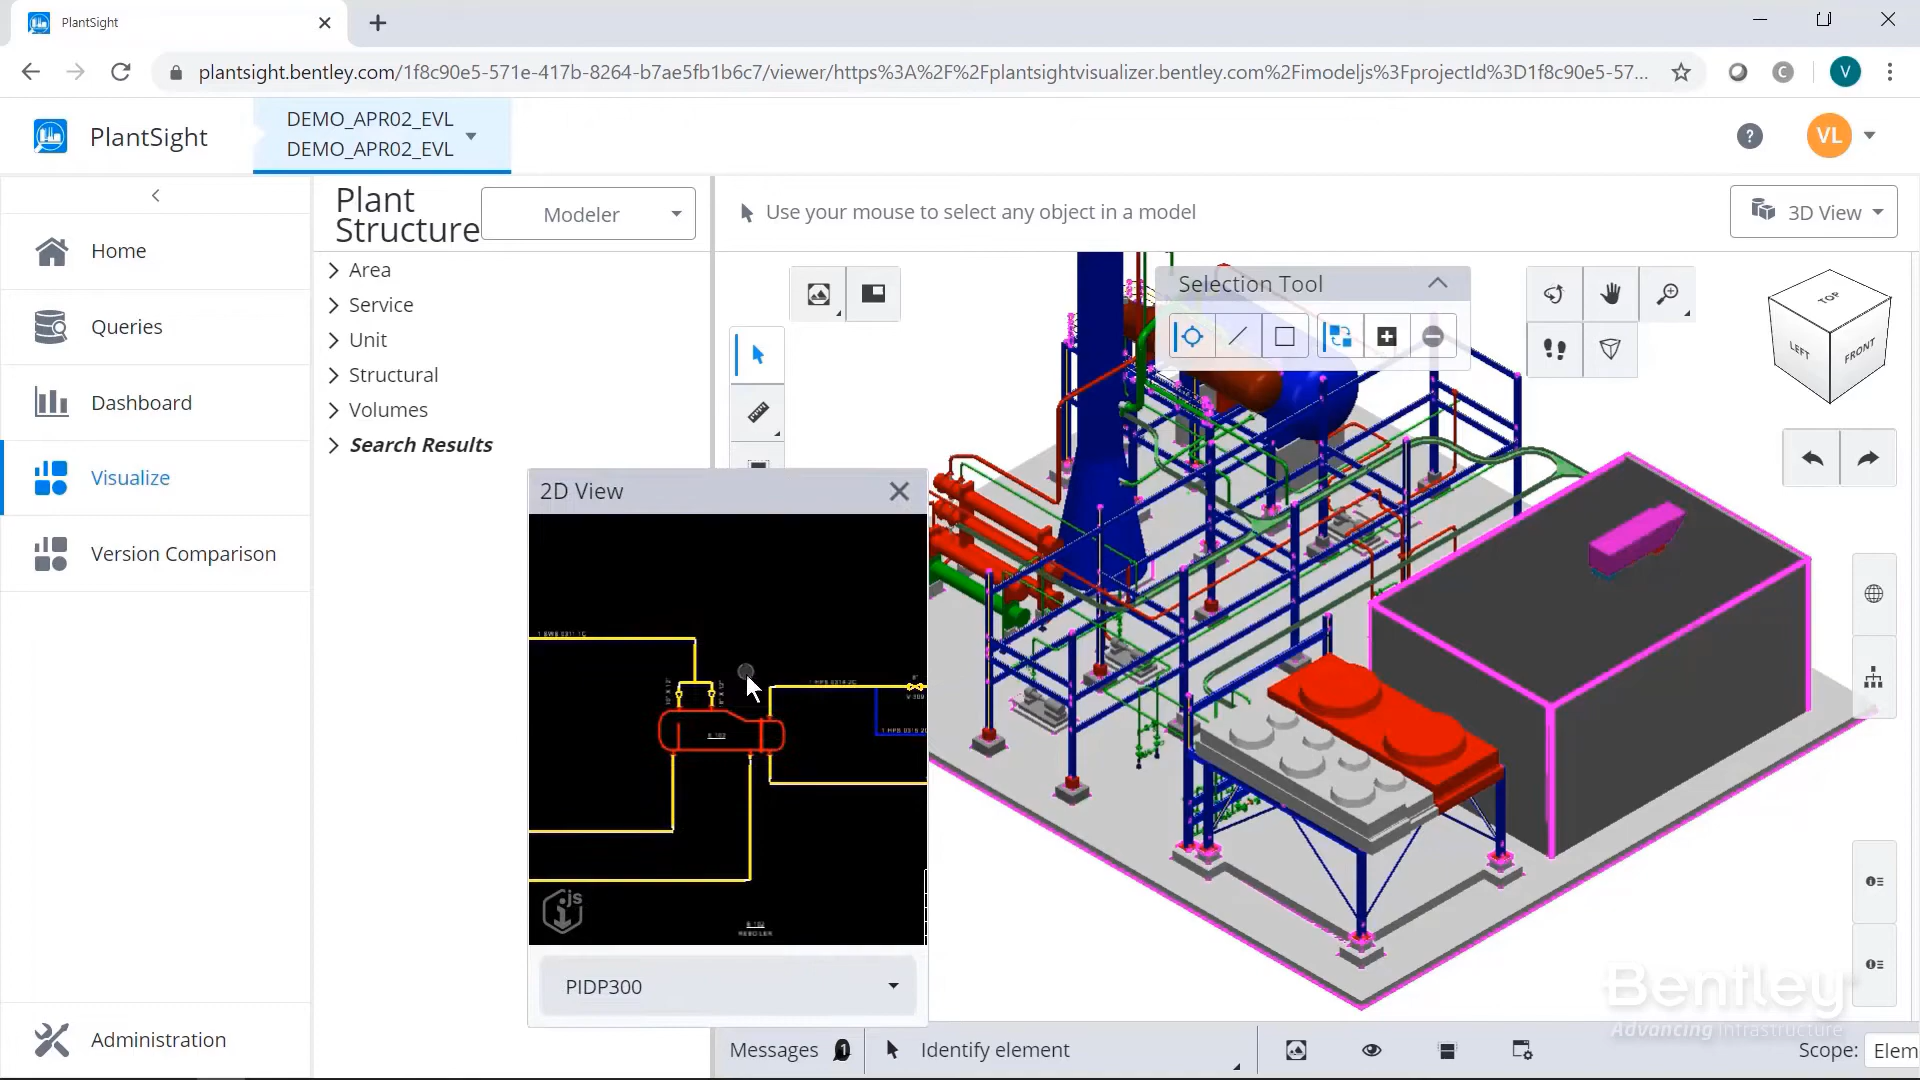 PlantSight
plantsight.bentley.com/1f8c90e5-571e-417b-8264-b7ae5fb1b6c7/viewer/https%3A%2F%2Fplantsightvisualizer.bentley.com%2Fimodeljs%3FprojectId%3D1f8c90e5-57...
C
V
PlantSight
DEMO_APR02_EVL
DEMO_APR02_EVL
?
VL
Home
Queries
Dashboard
Visualize
Version Comparison
Administration
Plant
Structure
Modeler
Area
Service
Unit
Structural
Volumes
Search Results
Use your mouse to select any object in a model
3D View
Selection Tool
TOP
LEFT
FRONT
2D View
REBOILER
js
PIDP300
Bentley
Advancing Infrastructure
Messages 1
Identify element
Scope: Elem